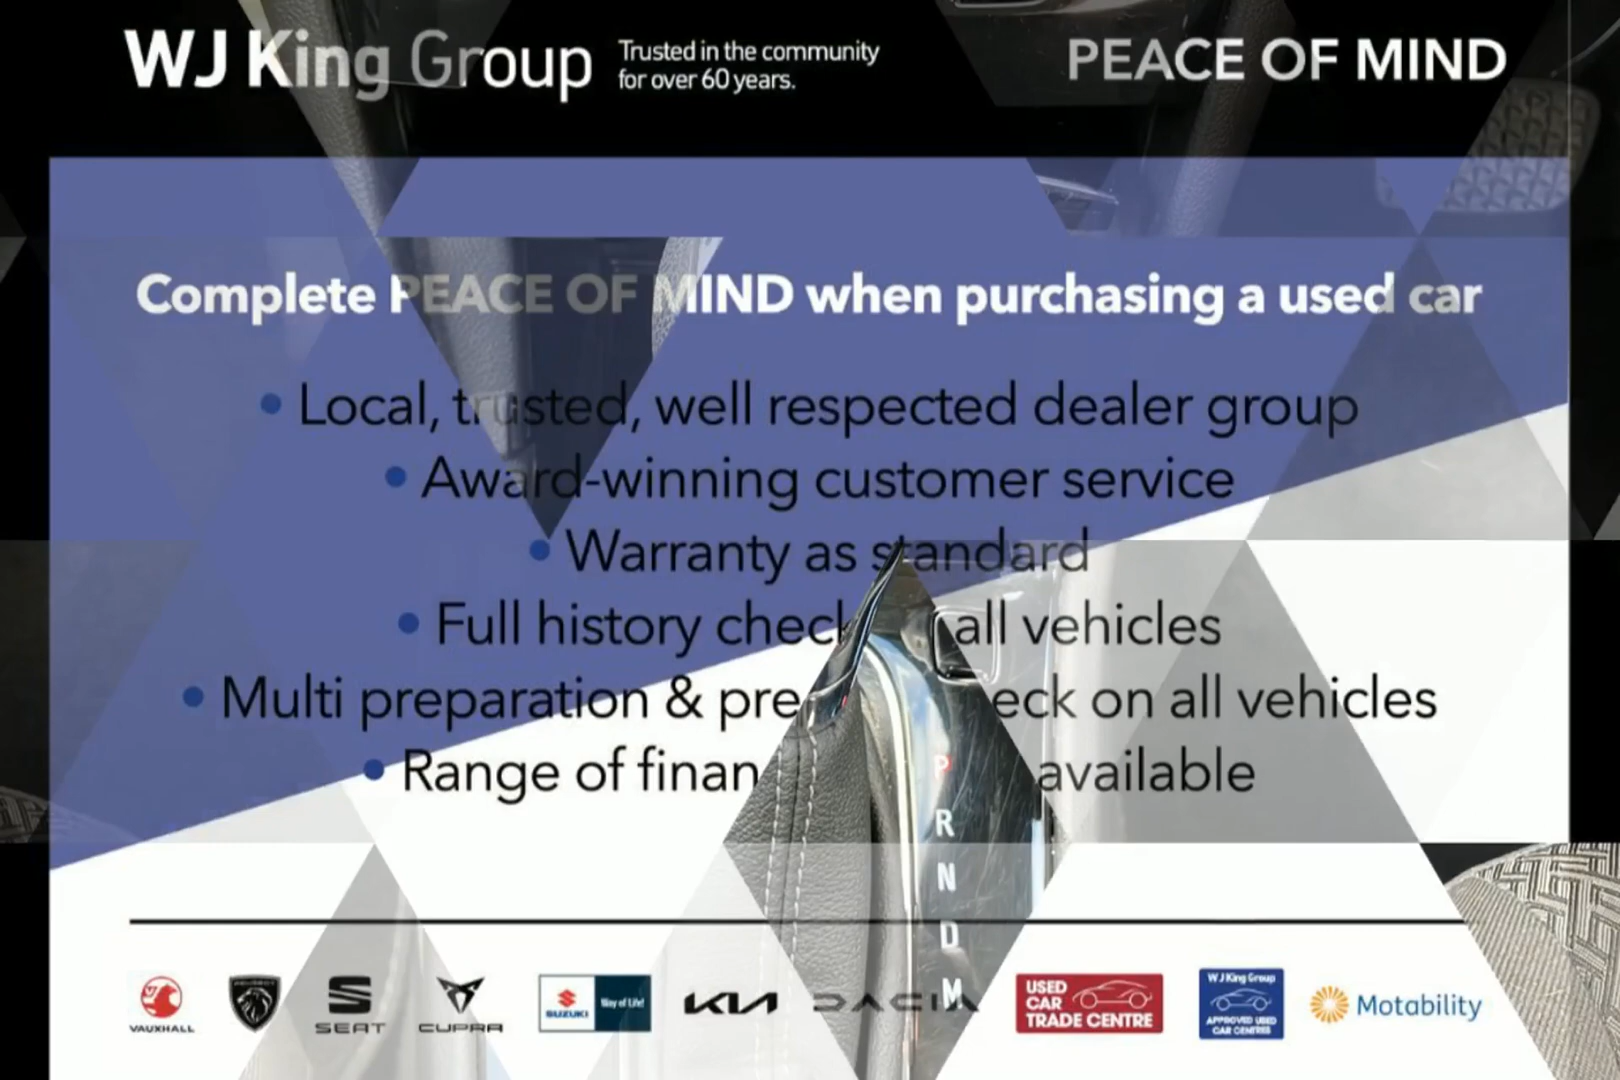 WJ King Group
Trusted in the community
for over 60 years.
PEACE OF MIND
Complete PEACE OF MIND when purchasing a used car
• Local, trusted, well respected dealer group
• Award-winning customer service
• Warranty as standard
• Full history check all vehicles
• Multi preparation & pre eck on all vehicles
• Range of finan available
P
R
N
D
M
VAUXHALL
PEUGEOT
SEAT
CUPRA
SUZUKI
Way of Life!
KIA
DACIA
USED
CAR
TRADE CENTRE
WJ King Group
APPROVED USED
CAR CENTRES
Motability